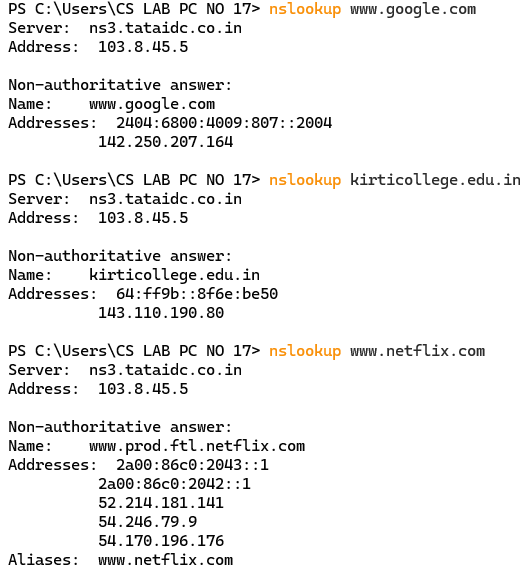 PS C:\Users\CS LAB PC NO 17> nslookup www.google.com
Server:  ns3.tataidc.co.in
Address:  103.8.45.5

Non-authoritative answer:
Name:    www.google.com
Addresses:  2404:6800:4009:807::2004
          142.250.207.164

PS C:\Users\CS LAB PC NO 17> nslookup kirticollege.edu.in
Server:  ns3.tataidc.co.in
Address:  103.8.45.5

Non-authoritative answer:
Name:    kirticollege.edu.in
Addresses:  64:ff9b::8f6e:be50
          143.110.190.80

PS C:\Users\CS LAB PC NO 17> nslookup www.netflix.com
Server:  ns3.tataidc.co.in
Address:  103.8.45.5

Non-authoritative answer:
Name:    www.prod.ftl.netflix.com
Addresses:  2a00:86c0:2043::1
          2a00:86c0:2042::1
          52.214.181.141
          54.246.79.9
          54.170.196.176
Aliases:  www.netflix.com